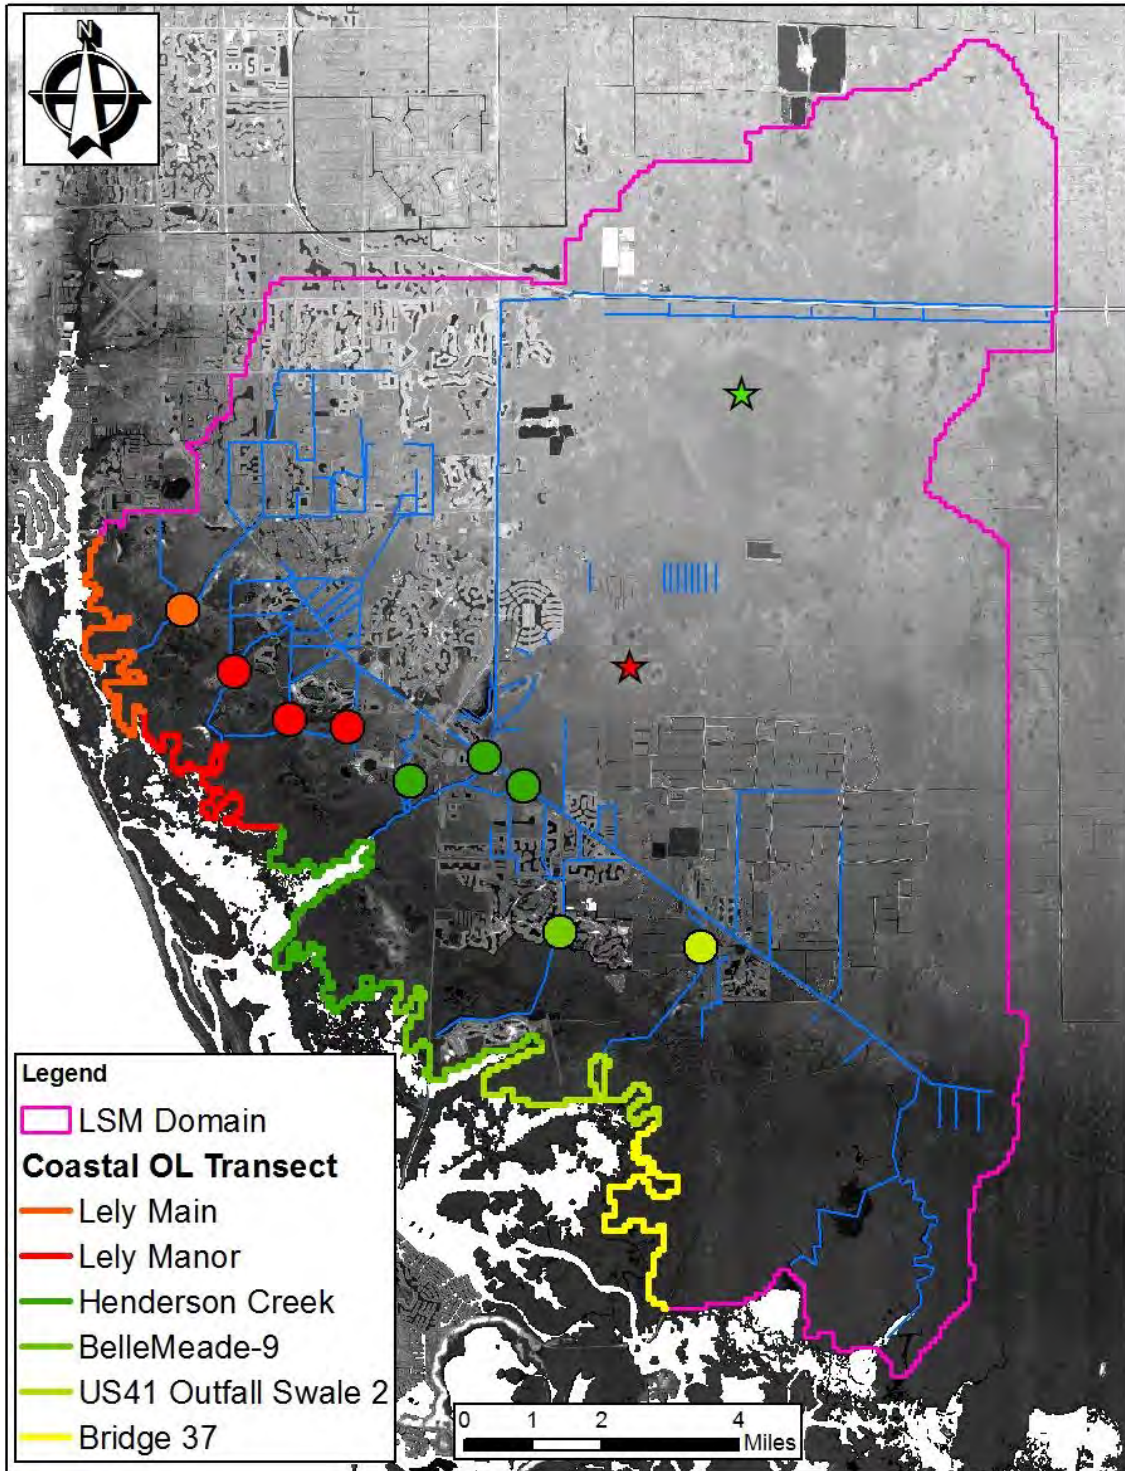 N
Legend
LSM Domain
Coastal OL Transect
Lely Main
Lely Manor
Henderson Creek
BelleMeade-9
US41 Outfall Swale 2
Bridge 37
0 1 2 4
Miles